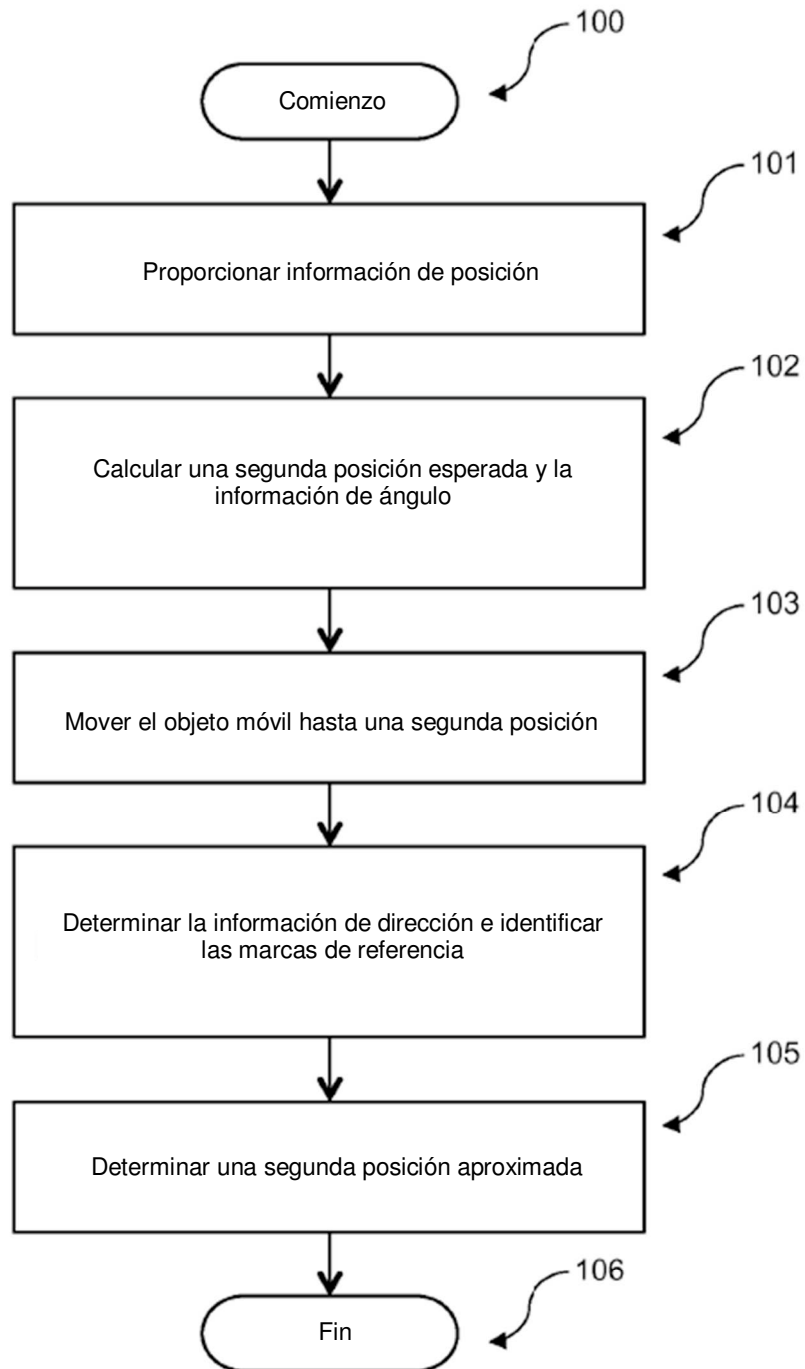 100
Comienzo
101
Proporcionar información de posición
102
Calcular una segunda posición esperada y la
información de ángulo
103
Mover el objeto móvil hasta una segunda posición
104
Determinar la información de dirección e identificar
las marcas de referencia
105
Determinar una segunda posición aproximada
106
Fin